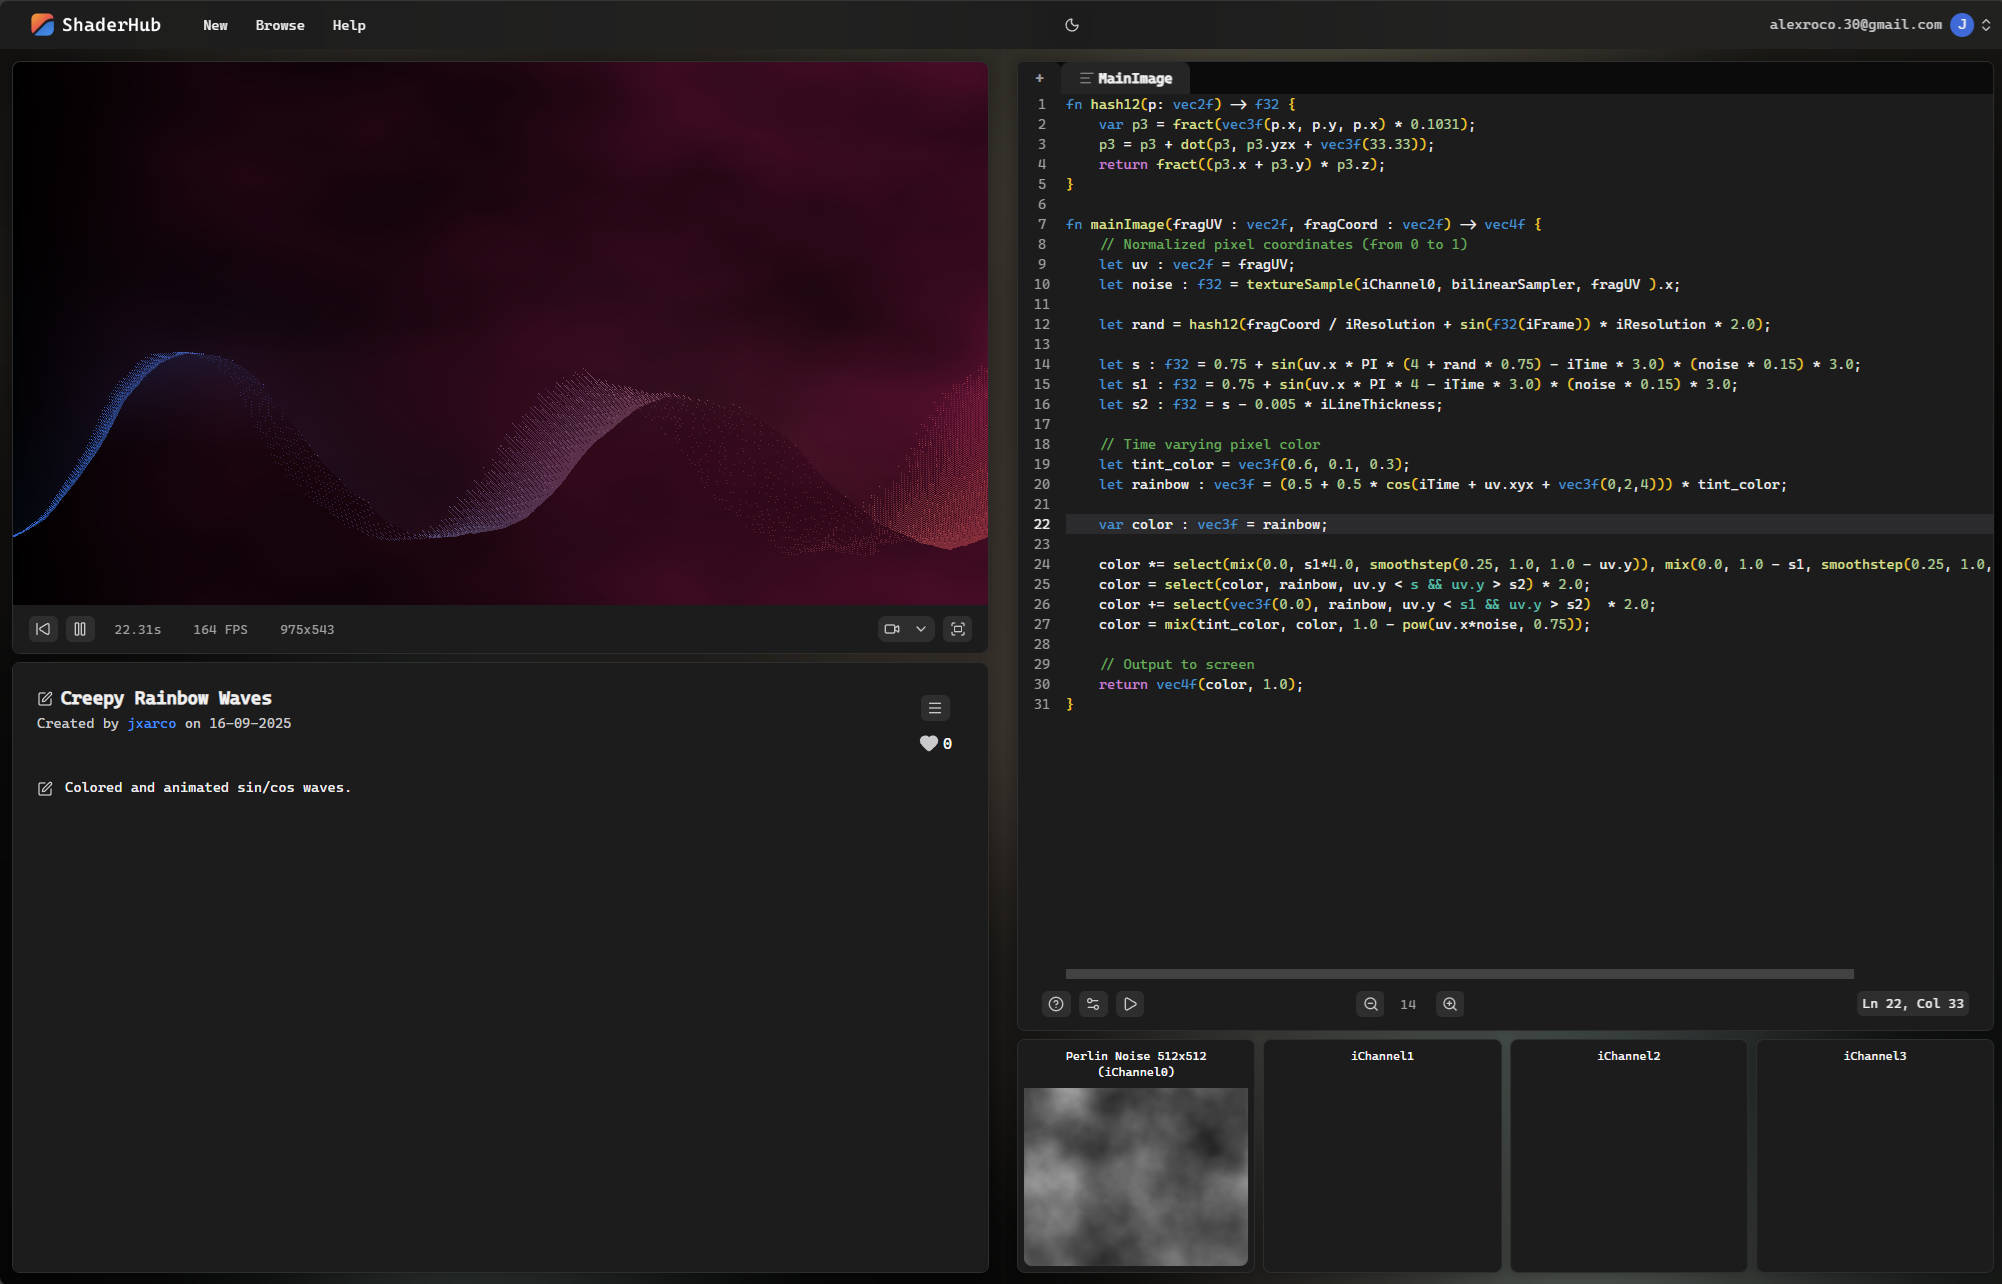 ShaderHub New Browse Help
alexroco.30@gmail.com J
22.31s 164 FPS 975x543
Creepy Rainbow Waves
Created by jxarco on 16-09-2025
0
Colored and animated sin/cos waves.
+ MainImage
1 fn hash12(p: vec2f) -> f32 {
2 var p3 = fract(vec3f(p.x, p.y, p.x) * 0.1031);
3 p3 = p3 + dot(p3, p3.yzx + vec3f(33.33));
4 return fract((p3.x + p3.y) * p3.z);
5 }
6
7 fn mainImage(fragUV : vec2f, fragCoord : vec2f) -> vec4f {
8 // Normalized pixel coordinates (from 0 to 1)
9 let uv : vec2f = fragUV;
10 let noise : f32 = textureSample(iChannel0, bilinearSampler, fragUV ).x;
11
12 let rand = hash12(fragCoord / iResolution + sin(f32(iFrame)) * iResolution * 2.0);
13
14 let s : f32 = 0.75 + sin(uv.x * PI * (4 + rand * 0.75) - iTime * 3.0) * (noise * 0.15) * 3.0;
15 let s1 : f32 = 0.75 + sin(uv.x * PI * 4 - iTime * 3.0) * (noise * 0.15) * 3.0;
16 let s2 : f32 = s - 0.005 * iLineThickness;
17
18 // Time varying pixel color
19 let tint_color = vec3f(0.6, 0.1, 0.3);
20 let rainbow : vec3f = (0.5 + 0.5 * cos(iTime + uv.xyx + vec3f(0,2,4))) * tint_color;
21
22 var color : vec3f = rainbow;
23
24 color *= select(mix(0.0, s1*4.0, smoothstep(0.25, 1.0, 1.0 - uv.y)), mix(0.0, 1.0 - s1, smoothstep(0.25, 1.0,
25 color = select(color, rainbow, uv.y < s && uv.y > s2) * 2.0;
26 color += select(vec3f(0.0), rainbow, uv.y < s1 && uv.y > s2)  * 2.0;
27 color = mix(tint_color, color, 1.0 - pow(uv.x*noise, 0.75));
28
29 // Output to screen
30 return vec4f(color, 1.0);
31 }
14
Ln 22, Col 33
Perlin Noise 512x512
(iChannel0)
iChannel1
iChannel2
iChannel3